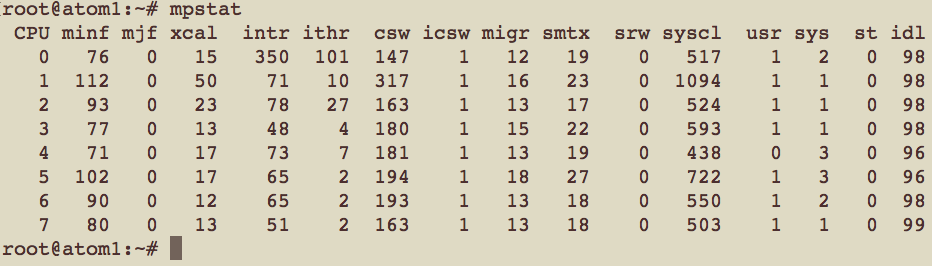 root@atom1:~# mpstat
CPU minf mjf xcal intr ithr csw icsw migr smtx srw syscl usr sys st idl
0 76 0 15 350 101 147 1 12 19 0 517 1 2 0 98
1 112 0 50 71 10 317 1 16 23 0 1094 1 1 0 98
2 93 0 23 78 27 163 1 13 17 0 524 1 1 0 98
3 77 0 13 48 4 180 1 15 22 0 593 1 1 0 98
4 71 0 17 73 7 181 1 13 19 0 438 0 3 0 96
5 102 0 17 65 2 194 1 18 27 0 722 1 3 0 96
6 90 0 12 65 2 193 1 13 18 0 550 1 2 0 98
7 80 0 13 51 2 163 1 13 18 0 503 1 1 0 99
root@atom1:~#